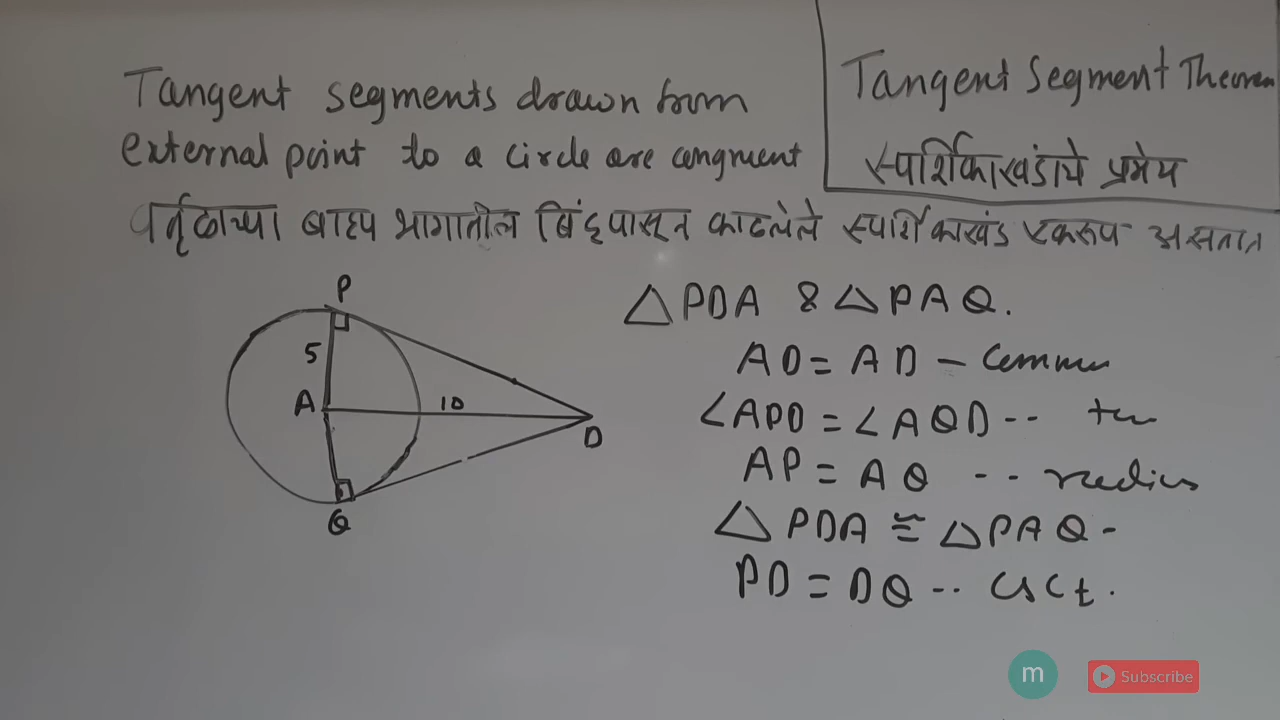 Tangent segments drawn from
external point to a circle are congruent
Tangent Segment Theorem
स्पर्शिकाखंडाचे प्रमेय
वर्तुळाच्या बाह्य भागातील बिंदूपासून काढलेले स्पर्शिकाखंड एकरूप असतात
P
5
A
10
D
Q
△PDA & △PAQ.
AD = AD - Common
∠APD = ∠AQD --
AP = AQ -- radius
△PDA ≅ △PAQ -
PD = DQ --
m
Subscribe